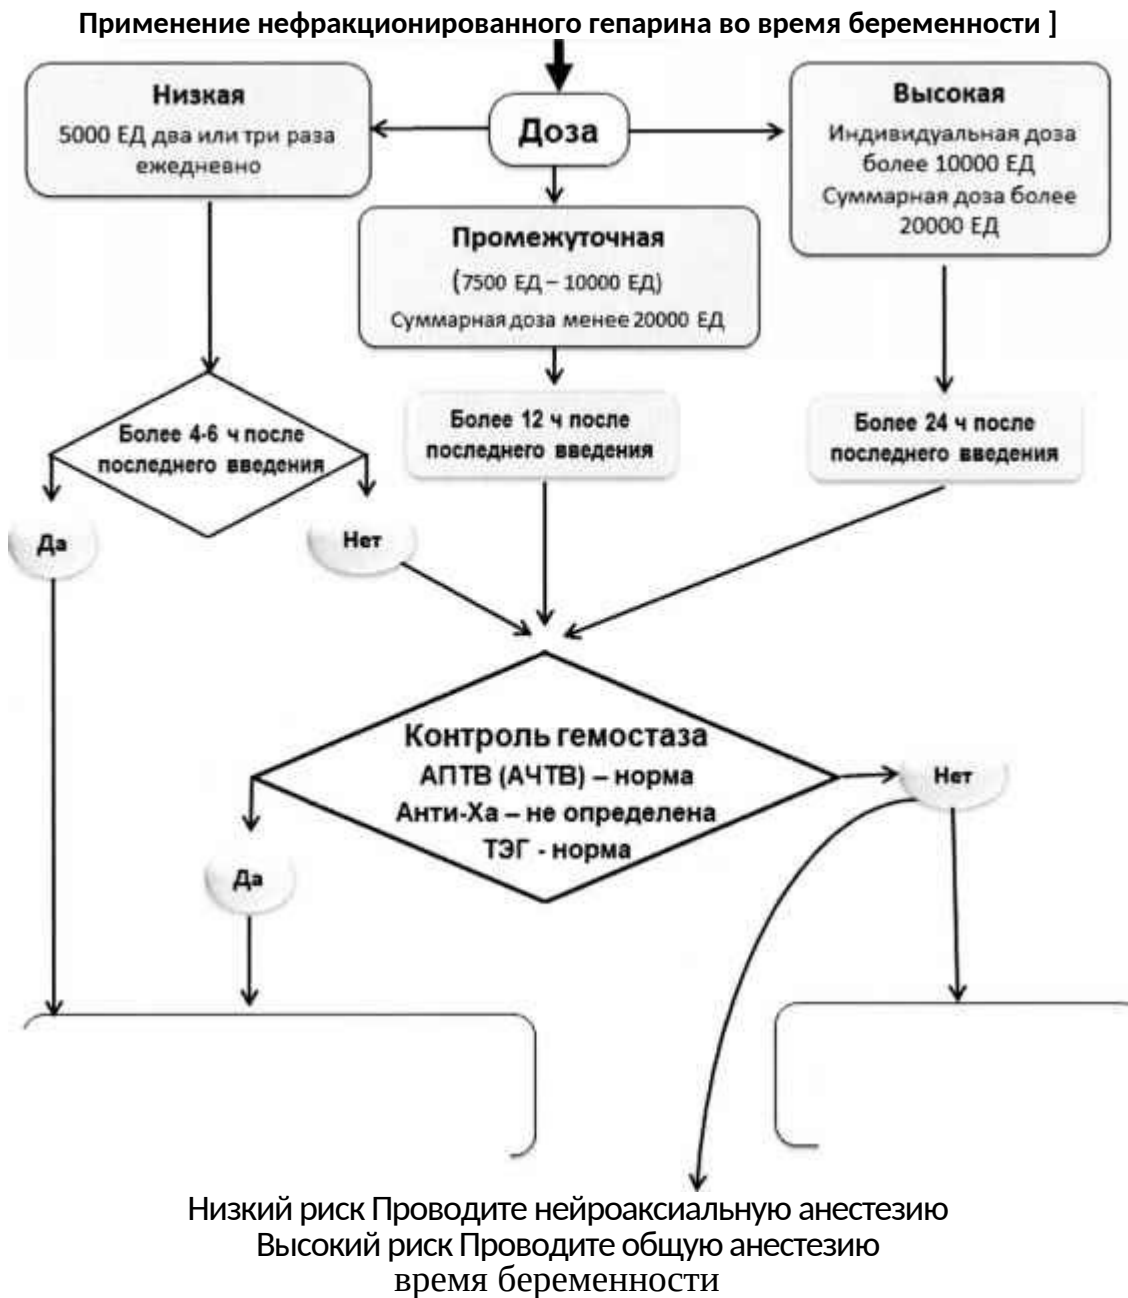 Применение нефракционированного гепарина во время беременности ]
Доза
Низкая
5000 ЕД два или три раза
ежедневно
Промежуточная
(7500 ЕД – 10000 ЕД)
Суммарная доза менее 20000 ЕД
Высокая
Индивидуальная доза
более 10000 ЕД
Суммарная доза более
20000 ЕД
Более 4-6 ч после
последнего введения
Более 12 ч после
последнего введения
Более 24 ч после
последнего введения
Да
Нет
Контроль гемостаза
АПТВ (АЧТВ) – норма
Анти-Ха – не определена
ТЭГ - норма
Нет
Да
Низкий риск Проводите нейроаксиальную анестезию
Высокий риск Проводите общую анестезию
время беременности